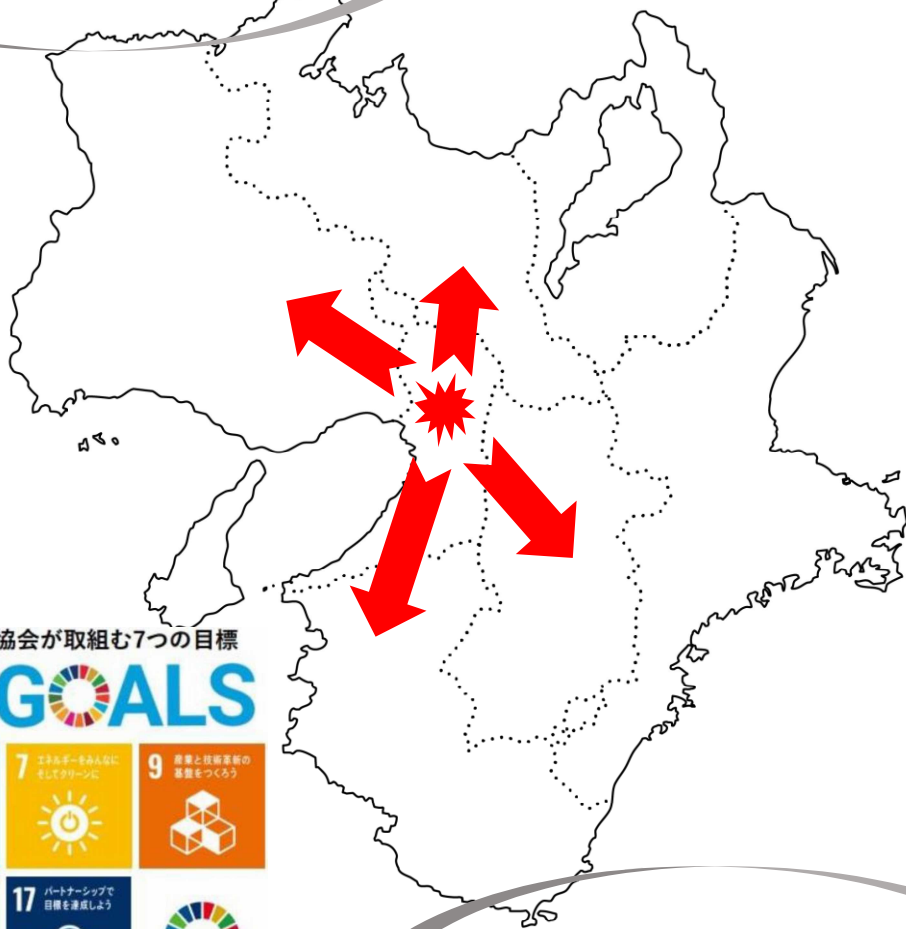 協会が取組む7つの目標
GOALS
7 エネルギーをみんなに
そしてクリーンに
9 産業と技術革新の
基盤をつくろう
17 パートナーシップで
目標を達成しよう